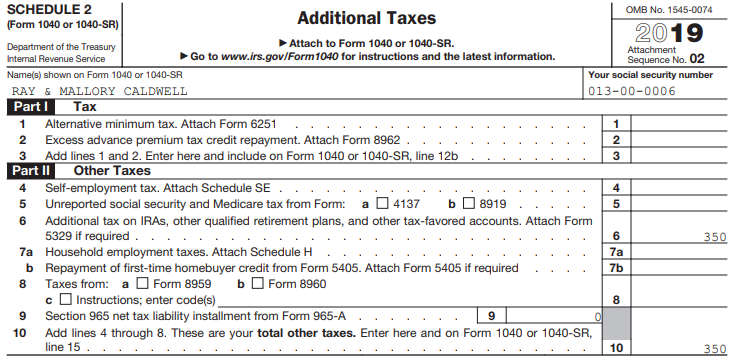 SCHEDULE 2
(Form 1040 or 1040-SR)
Department of the Treasury
Internal Revenue Service
Additional Taxes
▶ Attach to Form 1040 or 1040-SR.
▶ Go to www.irs.gov/Form1040 for instructions and the latest information.
OMB No. 1545-0074
2019
Attachment
Sequence No. 02
Name(s) shown on Form 1040 or 1040-SR
RAY & MALLORY CALDWELL
Your social security number
013-00-0006
Part I Tax
1 Alternative minimum tax. Attach Form 6251 . . . . . . . . . . . . . . . . . 1
2 Excess advance premium tax credit repayment. Attach Form 8962 . . . . . . . . . . . 2
3 Add lines 1 and 2. Enter here and include on Form 1040 or 1040-SR, line 12b . . . . . . . 3
Part II Other Taxes
4 Self-employment tax. Attach Schedule SE . . . . . . . . . . . . . . . . . . 4
5 Unreported social security and Medicare tax from Form: a ☐ 4137 b ☐ 8919 . . . . . 5
6 Additional tax on IRAs, other qualified retirement plans, and other tax-favored accounts. Attach Form
5329 if required . . . . . . . . . . . . . . . . . . . . . . . . . . . 6 350
7a Household employment taxes. Attach Schedule H . . . . . . . . . . . . . . . 7a
b Repayment of first-time homebuyer credit from Form 5405. Attach Form 5405 if required . . . . 7b
8 Taxes from: a ☐ Form 8959 b ☐ Form 8960
c ☐ Instructions; enter code(s) 8
9 Section 965 net tax liability installment from Form 965-A . . . . . . 9 0
10 Add lines 4 through 8. These are your total other taxes. Enter here and on Form 1040 or 1040-SR,
line 15 . . . . . . . . . . . . . . . . . . . . . . . . . . . . . . 10 350